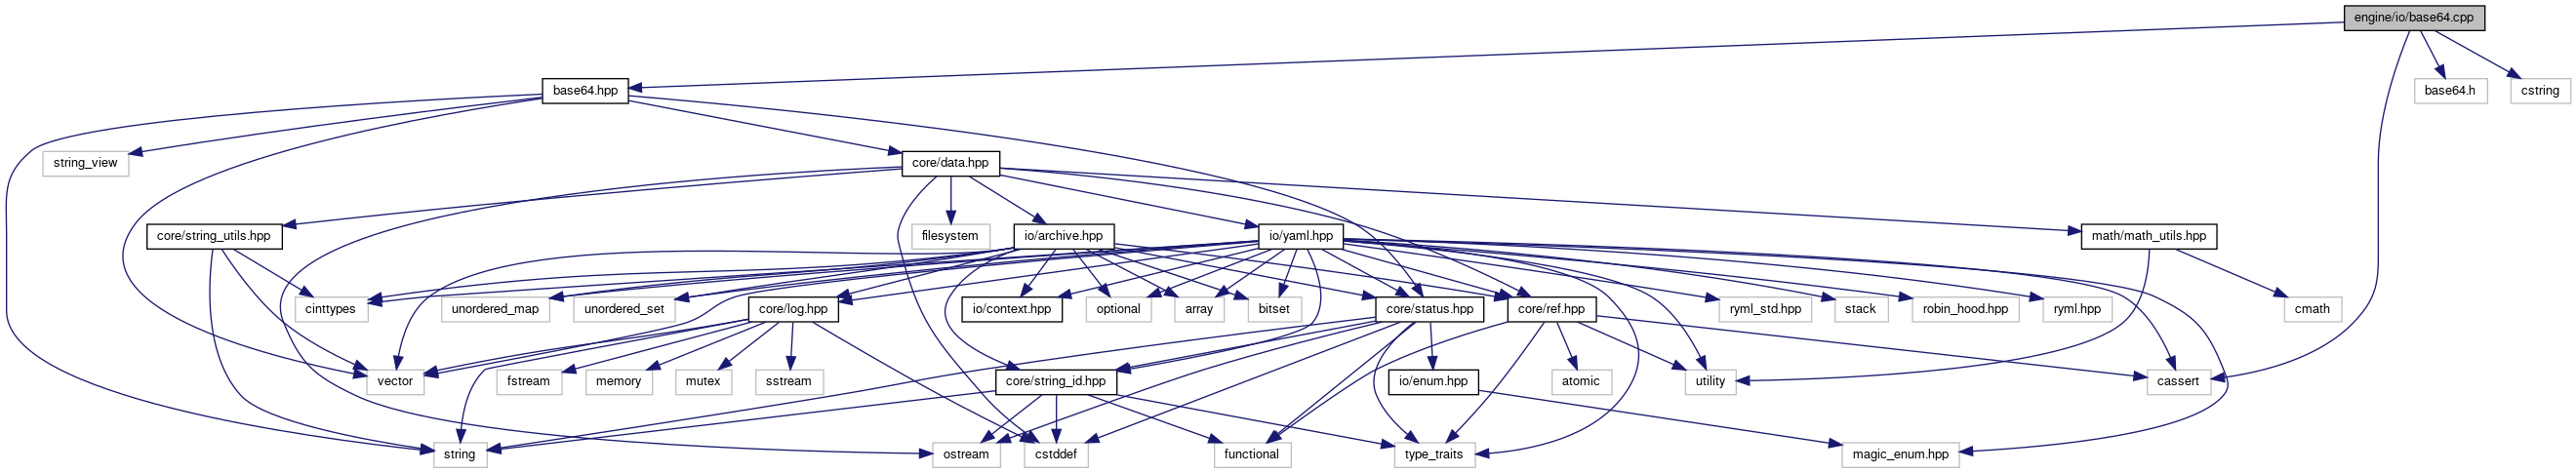 engine/io/base64.cpp
base64.hpp
base64.h
cstring
string_view
core/data.hpp
core/string_utils.hpp
filesystem
io/archive.hpp
io/yaml.hpp
math/math_utils.hpp
cinttypes
unordered_map
unordered_set
core/log.hpp
io/context.hpp
optional
array
bitset
core/status.hpp
core/ref.hpp
ryml_std.hpp
stack
robin_hood.hpp
ryml.hpp
cmath
vector
fstream
memory
mutex
sstream
core/string_id.hpp
io/enum.hpp
atomic
utility
cassert
string
ostream
cstddef
functional
type_traits
magic_enum.hpp